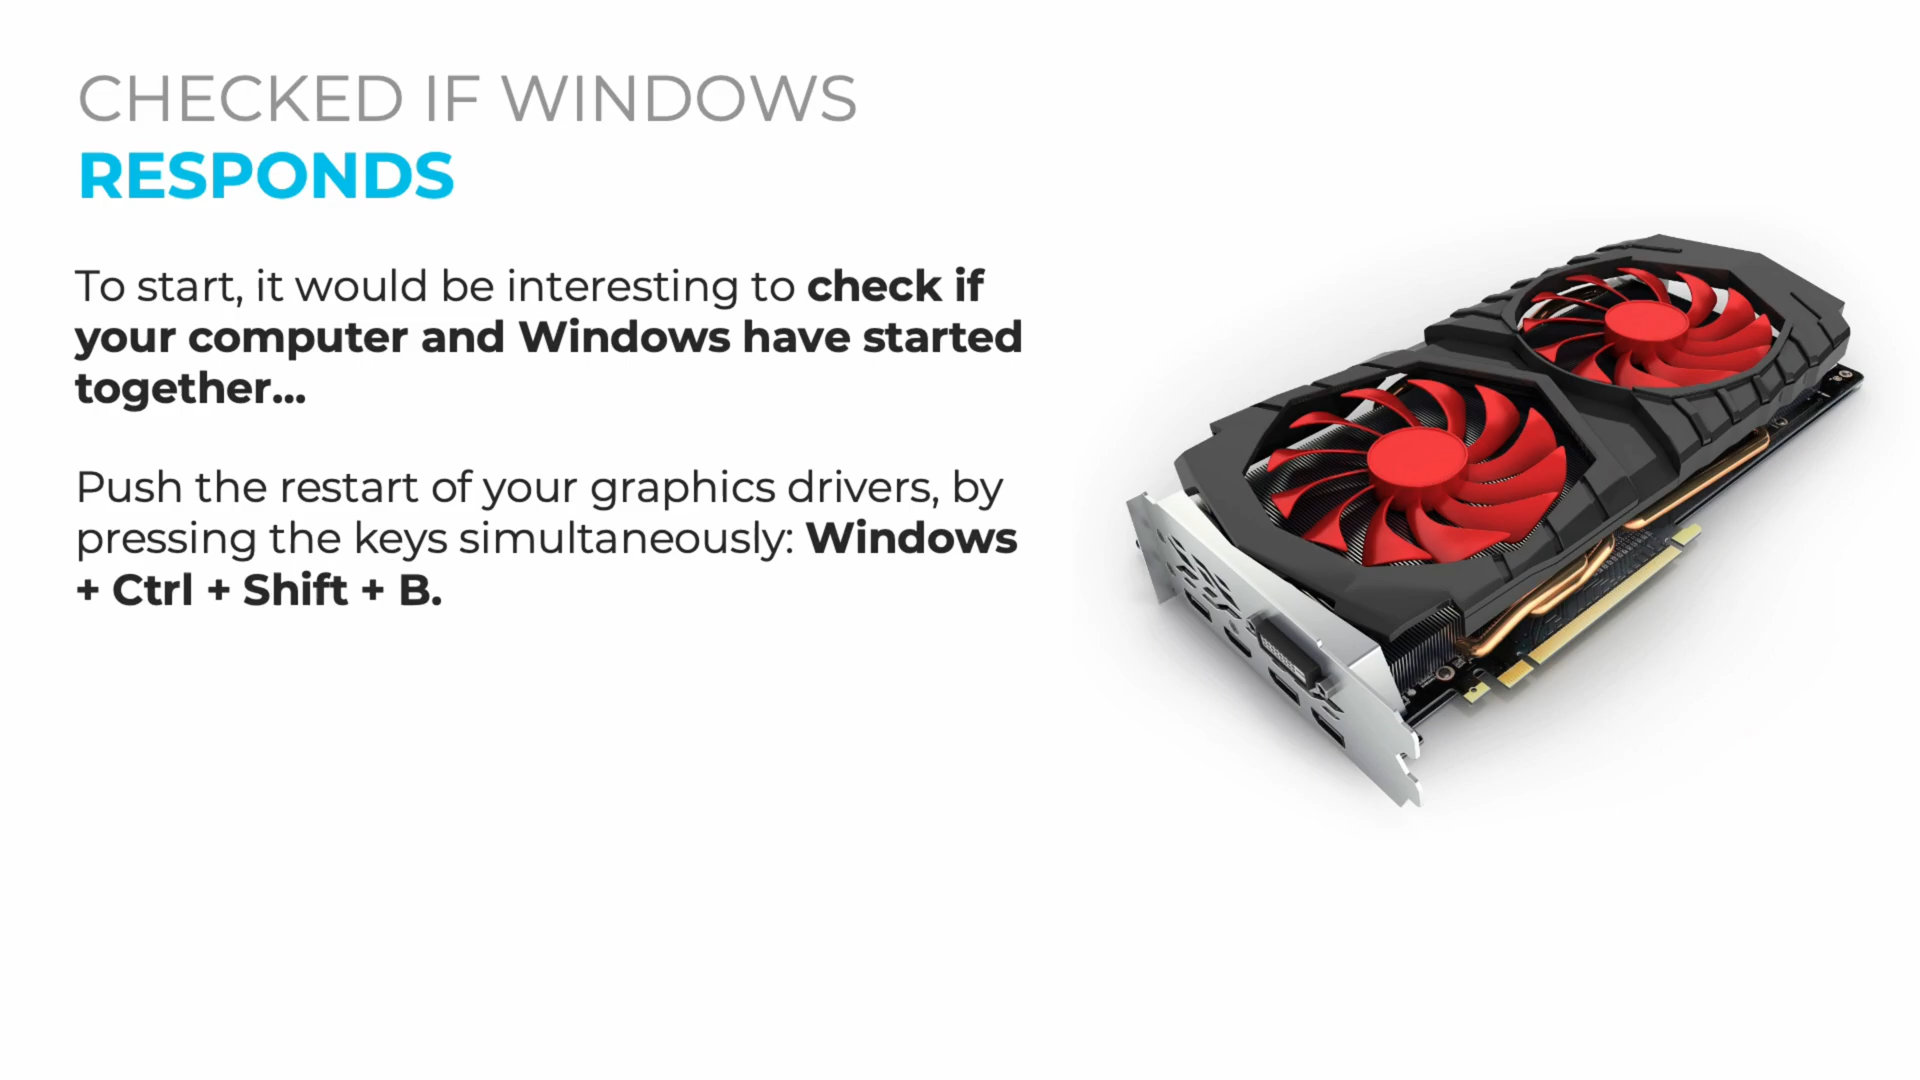 CHECKED IF WINDOWS
RESPONDS
To start, it would be interesting to check if
your computer and Windows have started
together...
Push the restart of your graphics drivers, by
pressing the keys simultaneously: Windows
+ Ctrl + Shift + B.